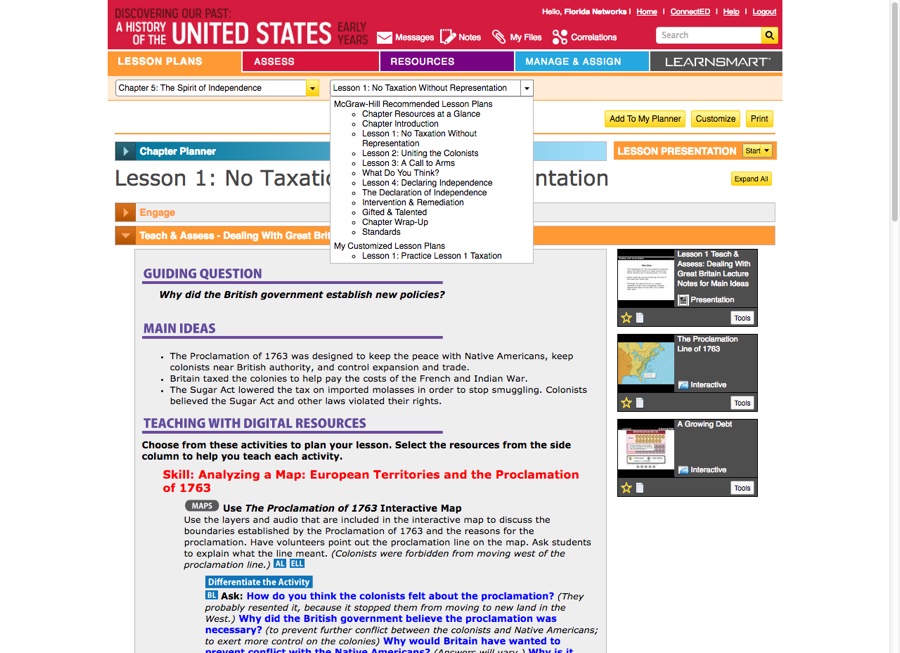 DISCOVERING OUR PAST:
A HISTORY OF THE UNITED STATES EARLY YEARS
Hello, Florida Networks | Home | ConnectED | Help | Logout
Messages Notes My Files Correlations
Search
LESSON PLANS ASSESS RESOURCES MANAGE & ASSIGN LEARNSMART
Chapter 5: The Spirit of Independence
Lesson 1: No Taxation Without Representation
McGraw-Hill Recommended Lesson Plans
Chapter Resources at a Glance
Chapter Introduction
Lesson 1: No Taxation Without
Representation
Lesson 2: Uniting the Colonists
Lesson 3: A Call to Arms
What Do You Think?
Lesson 4: Declaring Independence
The Declaration of Independence
Intervention & Remediation
Gifted & Talented
Chapter Wrap-Up
Standards
My Customized Lesson Plans
Lesson 1: Practice Lesson 1 Taxation
Add To My Planner Customize Print
Chapter Planner
LESSON PRESENTATION Start
Lesson 1: No Taxatio ntation
Expand All
Engage
Teach & Assess - Dealing With Great Brit
GUIDING QUESTION
Why did the British government establish new policies?
MAIN IDEAS
• The Proclamation of 1763 was designed to keep the peace with Native Americans, keep
colonists near British authority, and control expansion and trade.
• Britain taxed the colonies to help pay the costs of the French and Indian War.
• The Sugar Act lowered the tax on imported molasses in order to stop smuggling. Colonists
believed the Sugar Act and other laws violated their rights.
TEACHING WITH DIGITAL RESOURCES
Choose from these activities to plan your lesson. Select the resources from the side
column to help you teach each activity.
Skill: Analyzing a Map: European Territories and the Proclamation
of 1763
MAPS Use The Proclamation of 1763 Interactive Map
Use the layers and audio that are included in the interactive map to discuss the
boundaries established by the Proclamation of 1763 and the reasons for the
proclamation. Have volunteers point out the proclamation line on the map. Ask students
to explain what the line meant. (Colonists were forbidden from moving west of the
proclamation line.) AL ELL
Differentiate the Activity
BL Ask: How do you think the colonists felt about the proclamation? (They
probably resented it, because it stopped them from moving to new land in the
West.) Why did the British government believe the proclamation was
necessary? (to prevent further conflict between the colonists and Native Americans;
to exert more control on the colonies) Why would Britain have wanted to
prevent conflict with the Native Americans? (Answers will vary.) Why is it
Lesson 1 Teach &
Assess: Dealing With
Great Britain Lecture
Notes for Main Ideas
Presentation
Tools
The Proclamation
Line of 1763
Interactive
Tools
A Growing Debt
Interactive
Tools